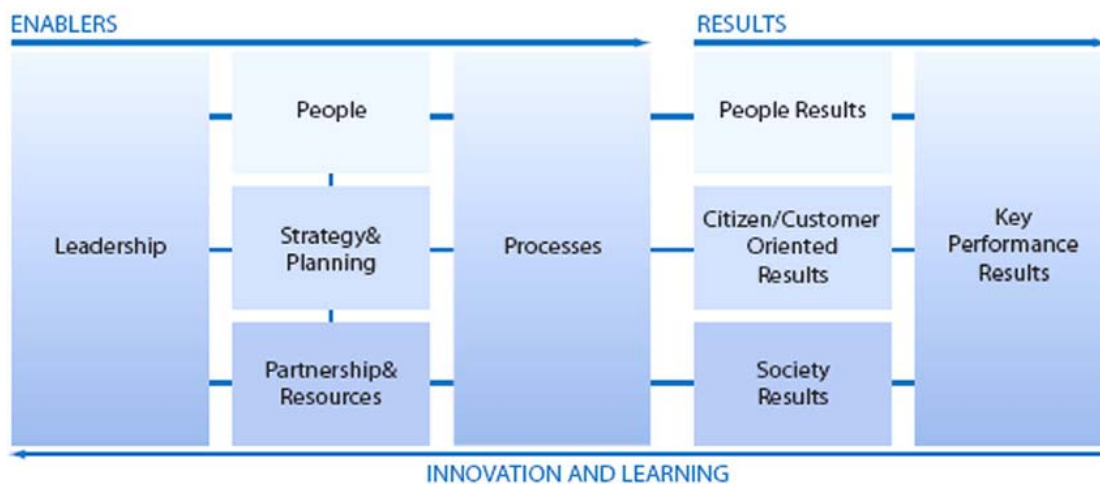 ENABLERS
RESULTS
Leadership
People
Strategy&
Planning
Partnership&
Resources
Processes
People Results
Citizen/Customer
Oriented
Results
Society
Results
Key
Performance
Results
INNOVATION AND LEARNING